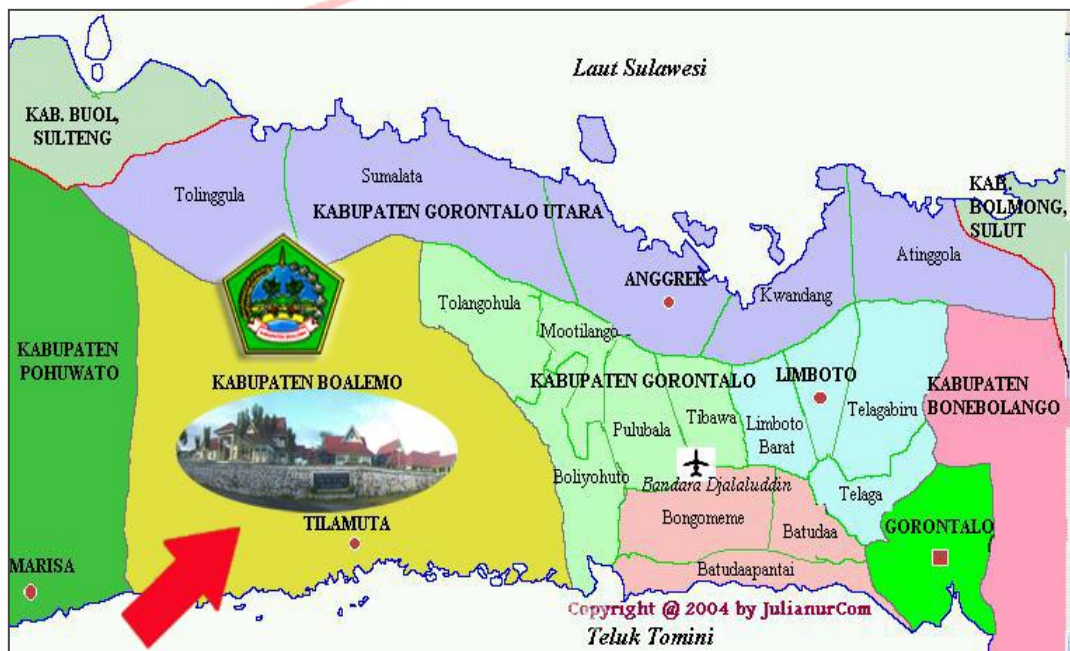 Laut Sulawesi
KAB. BUOL,
SULTENG
KAB.
BOLMONG,
SULUT
Tolinggula
Sumalata
KABUPATEN GORONTALO UTARA
Atinggola
ANGGREK
Kwandang
Tolangohula
Mootilango
KABUPATEN
POHUWATO
KABUPATEN BOALEMO
KABUPATEN GORONTALO
LIMBOTO
KABUPATEN
BONEBOLANGO
Tibawa
Telagabiru
Pulubala
Limboto
Barat
Boliyohuto
Bandara Djalaluddin
Telaga
TILAMUTA
Bongomeme
Batudaa
GORONTALO
MARISA
Batudaapantai
Copyright @ 2004 by JulianurCom
Teluk Tomini